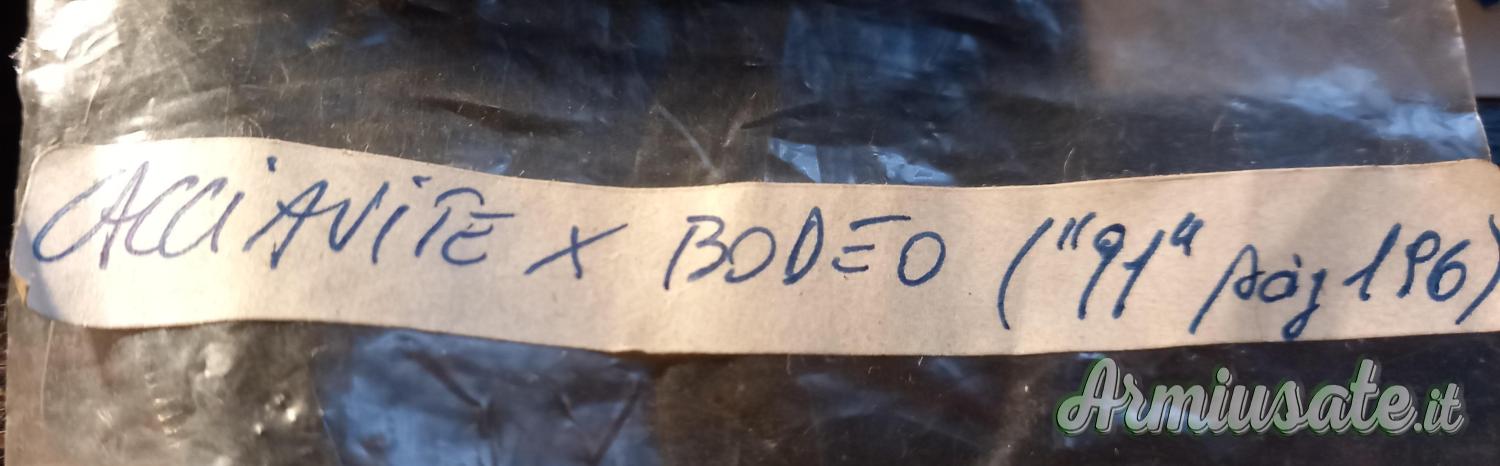 CACCIAVITE x BODEO ("91" pag 196)
Armiusate.it